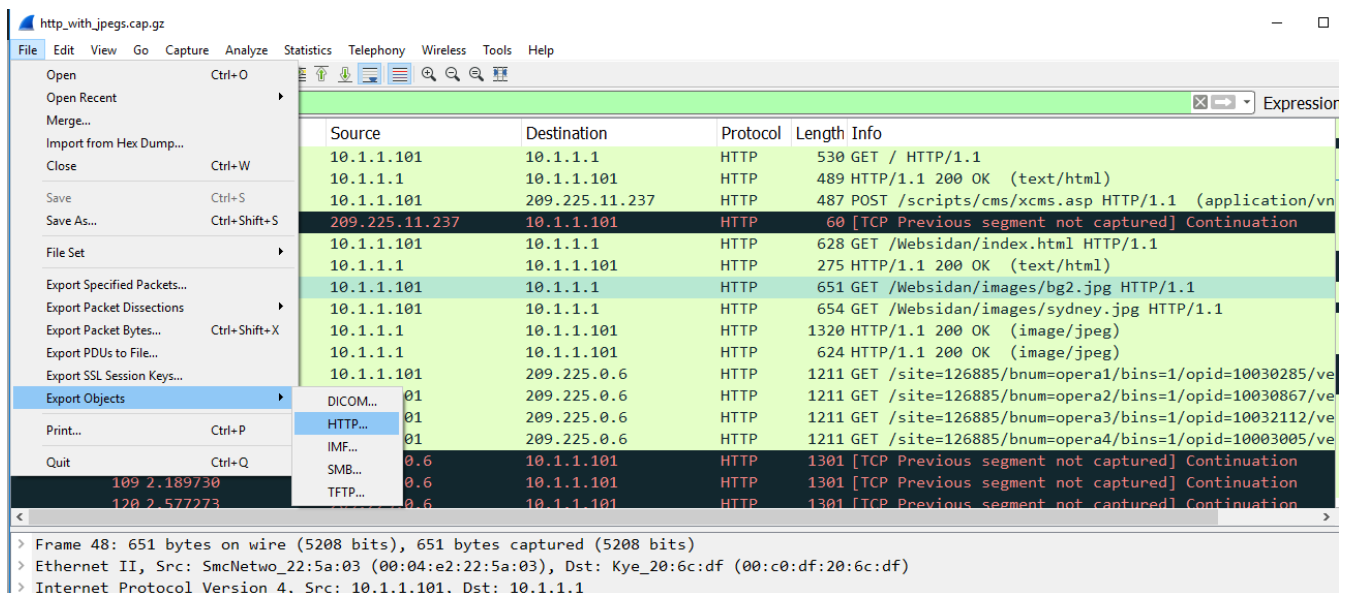 http_with_jpegs.cap.gz
File Edit View Go Capture Analyze Statistics Telephony Wireless Tools Help
Open Ctrl+O
Open Recent
Merge...
Import from Hex Dump...
Close Ctrl+W
Save Ctrl+S
Save As... Ctrl+Shift+S
File Set
Export Specified Packets...
Export Packet Dissections
Export Packet Bytes... Ctrl+Shift+X
Export PDUs to File...
Export SSL Session Keys...
Export Objects
Print... Ctrl+P
Quit Ctrl+Q
DICOM...
HTTP...
IMF...
SMB...
TFTP...
Expression
Source Destination Protocol Length Info
10.1.1.101 10.1.1.1 HTTP 530 GET / HTTP/1.1
10.1.1.1 10.1.1.101 HTTP 489 HTTP/1.1 200 OK (text/html)
10.1.1.101 209.225.11.237 HTTP 487 POST /scripts/cms/xcms.asp HTTP/1.1 (application/vn
209.225.11.237 10.1.1.101 HTTP 60 [TCP Previous segment not captured] Continuation
10.1.1.101 10.1.1.1 HTTP 628 GET /Websidan/index.html HTTP/1.1
10.1.1.1 10.1.1.101 HTTP 275 HTTP/1.1 200 OK (text/html)
10.1.1.101 10.1.1.1 HTTP 651 GET /Websidan/images/bg2.jpg HTTP/1.1
10.1.1.101 10.1.1.1 HTTP 654 GET /Websidan/images/sydney.jpg HTTP/1.1
10.1.1.1 10.1.1.101 HTTP 1320 HTTP/1.1 200 OK (image/jpeg)
10.1.1.1 10.1.1.101 HTTP 624 HTTP/1.1 200 OK (image/jpeg)
10.1.1.101 209.225.0.6 HTTP 1211 GET /site=126885/bnum=opera1/bins=1/opid=10030285/ve
01 209.225.0.6 HTTP 1211 GET /site=126885/bnum=opera2/bins=1/opid=10030867/ve
01 209.225.0.6 HTTP 1211 GET /site=126885/bnum=opera3/bins=1/opid=10032112/ve
01 209.225.0.6 HTTP 1211 GET /site=126885/bnum=opera4/bins=1/opid=10003005/ve
0.6 10.1.1.101 HTTP 1301 [TCP Previous segment not captured] Continuation
109 2.189730 0.6 10.1.1.101 HTTP 1301 [TCP Previous segment not captured] Continuation
120 2.577273 0.6 10.1.1.101 HTTP 1301 [TCP Previous segment not captured] Continuation
Frame 48: 651 bytes on wire (5208 bits), 651 bytes captured (5208 bits)
Ethernet II, Src: SmcNetwo_22:5a:03 (00:04:e2:22:5a:03), Dst: Kye_20:6c:df (00:c0:df:20:6c:df)
Internet Protocol Version 4, Src: 10.1.1.101, Dst: 10.1.1.1